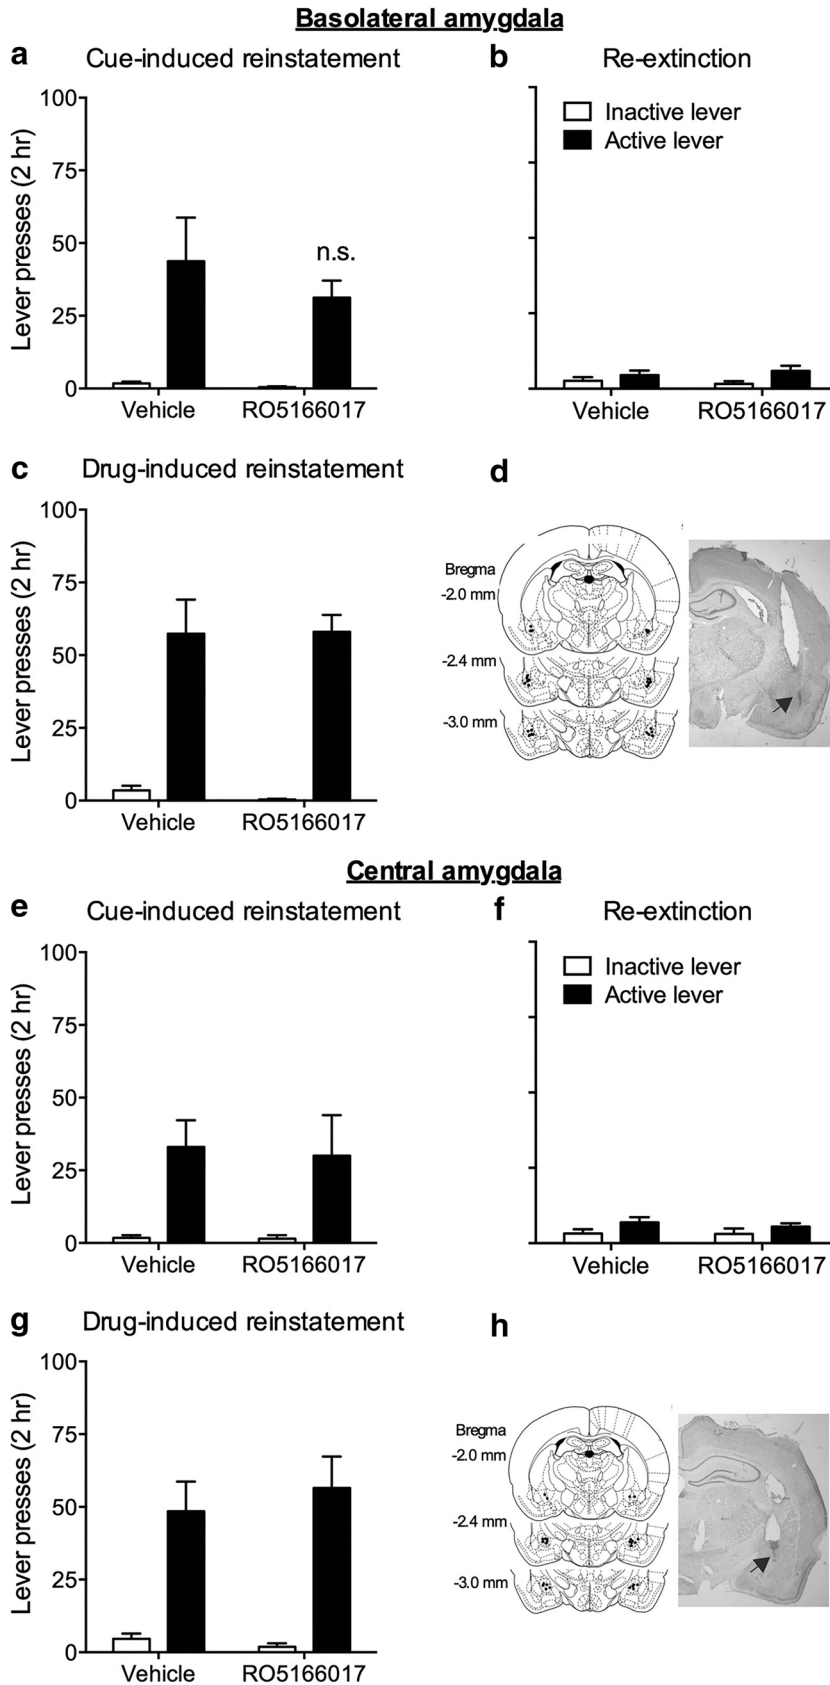 Basolateral amygdala
a
Cue-induced reinstatement
Lever presses (2 hr)
100
75
50
25
0
n.s.
Vehicle
RO5166017
b
Re-extinction
Inactive lever
Active lever
Vehicle
RO5166017
c
Drug-induced reinstatement
Lever presses (2 hr)
100
75
50
25
0
Vehicle
RO5166017
d
Bregma
-2.0 mm
-2.4 mm
-3.0 mm
Central amygdala
e
Cue-induced reinstatement
Lever presses (2 hr)
100
75
50
25
0
Vehicle
RO5166017
f
Re-extinction
Inactive lever
Active lever
Vehicle
RO5166017
g
Drug-induced reinstatement
Lever presses (2 hr)
100
75
50
25
0
Vehicle
RO5166017
h
Bregma
-2.0 mm
-2.4 mm
-3.0 mm